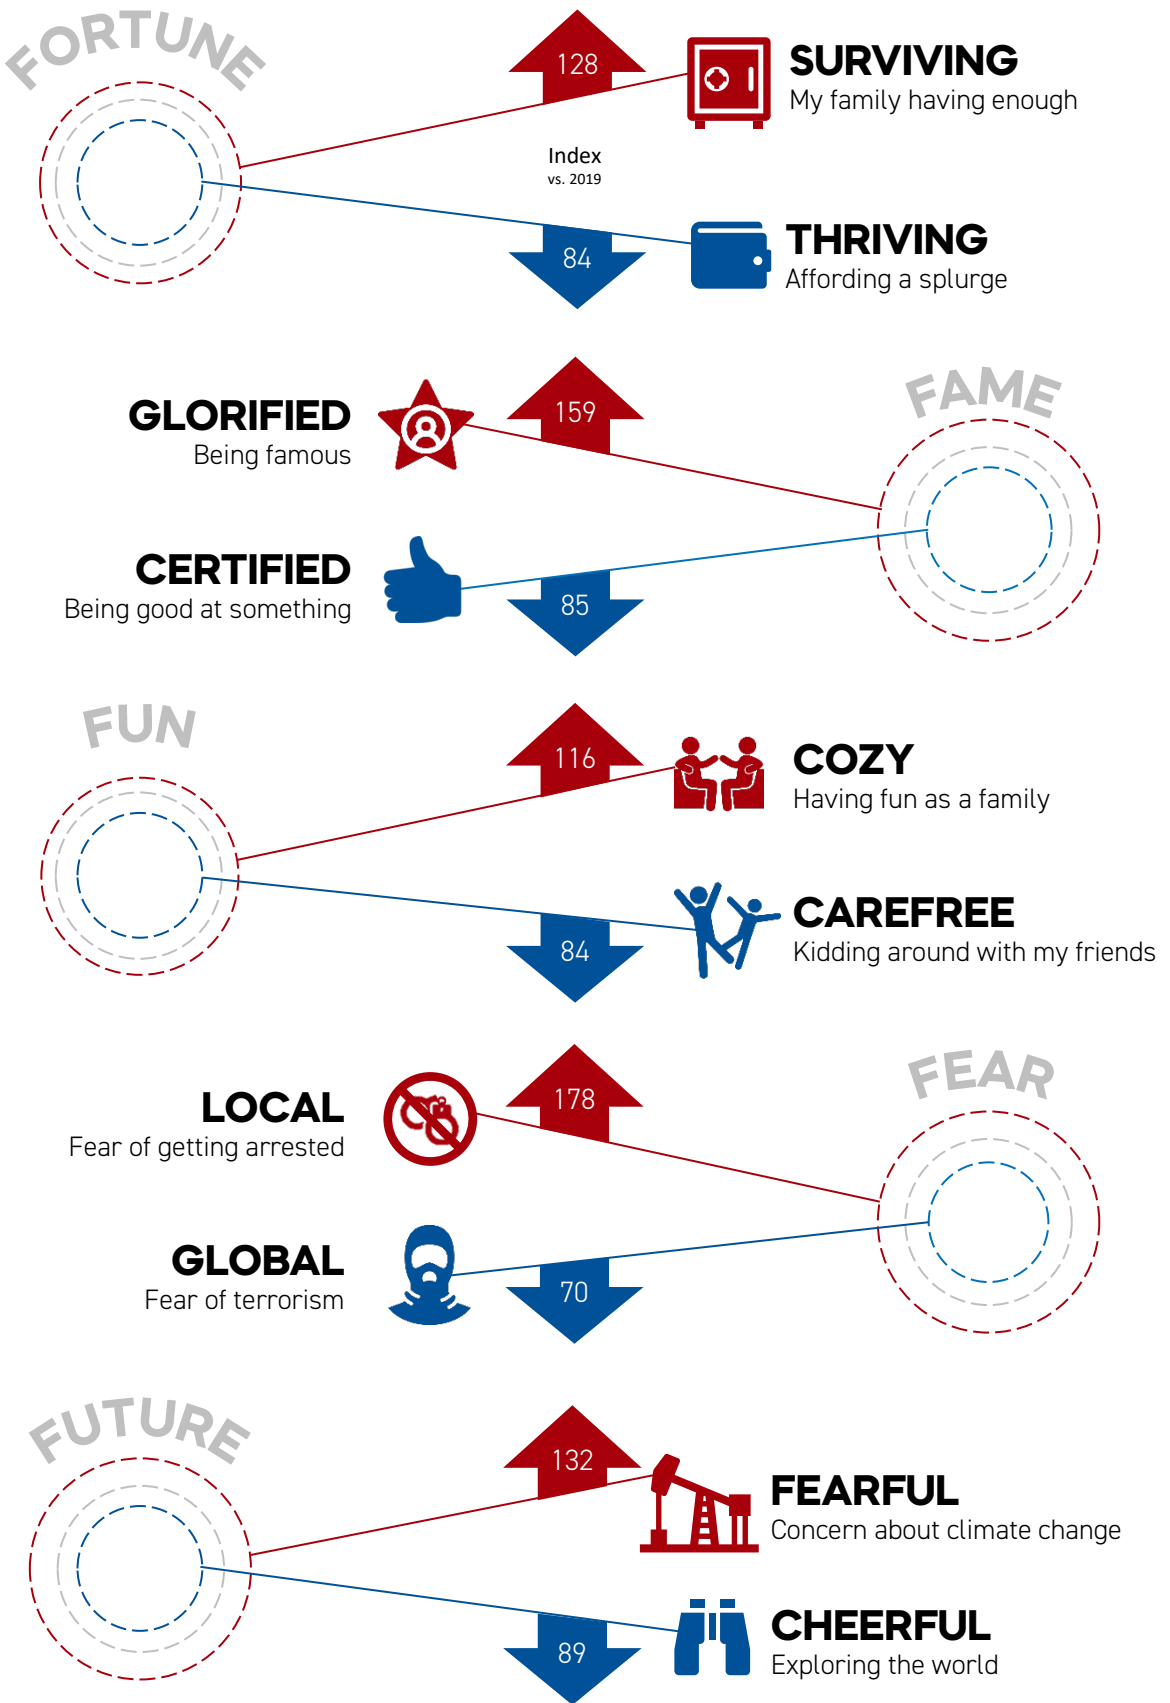 FORTUNE
128
SURVIVING
My family having enough
Index
vs. 2019
84
THRIVING
Affording a splurge
FAME
159
GLORIFIED
Being famous
CERTIFIED
Being good at something
85
FUN
116
COZY
Having fun as a family
84
CAREFREE
Kidding around with my friends
FEAR
178
LOCAL
Fear of getting arrested
GLOBAL
Fear of terrorism
70
FUTURE
132
FEARFUL
Concern about climate change
89
CHEERFUL
Exploring the world